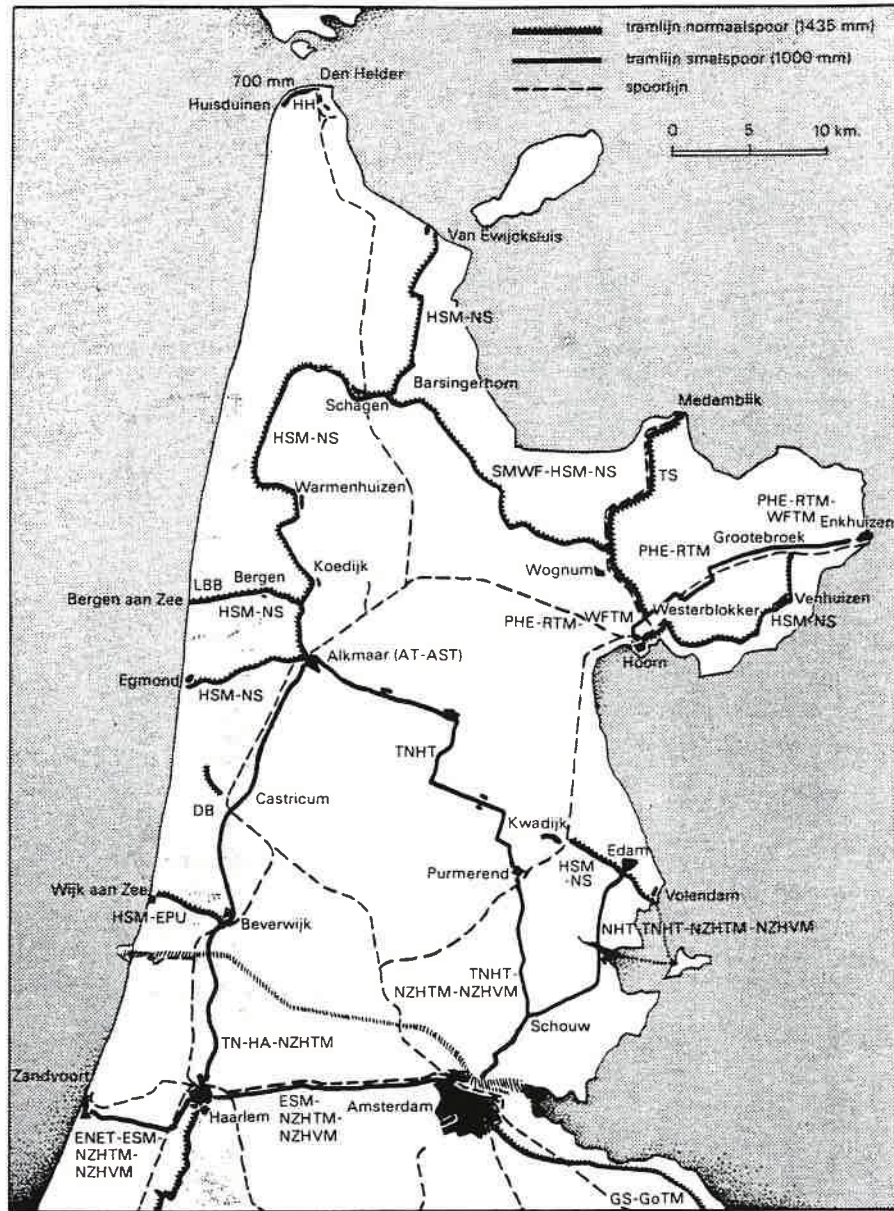 tramlijn normaalspoor (1435 mm)
tramlijn smalspoor (1000 mm)
spoorlijn
0 10 km.
700 mm
Den Helder
Huisduinen
HH
Van Ewijcksluis
HSM-NS
Barsingerhorn
Schagen
Medemblik
HSM-NS
SMWF-HSM-NS
TS
Warmenhuizen
PHE-RTM-
WFTM
Enkhuizen
Grootebroek
PHE-RTM
Koedijk
Wognum
LBB
Bergen
Bergen aan Zee
HSM-NS
Venhuizen
Westerblokker
HSM-NS
PHE-RTM-WFTM
Hoorn
Alkmaar (AT-AST)
Egmond
HSM-NS
TNHT
Castricum
DB
Kwadijk
Edam
HSM
-NS
Purmerend
Volendam
Wijk aan Zee
HSM-EPU
Beverwijk
NHT-TNHT-NZHTM-NZHVM
TNHT-
NZHTM-NZHVM
Schouw
TN-HA-NZHTM
Zandvoort
Haarlem
ESM-
NZHTM-
NZHVM
Amsterdam
ENET-ESM-
NZHTM-
NZHVM
GS-GoTM